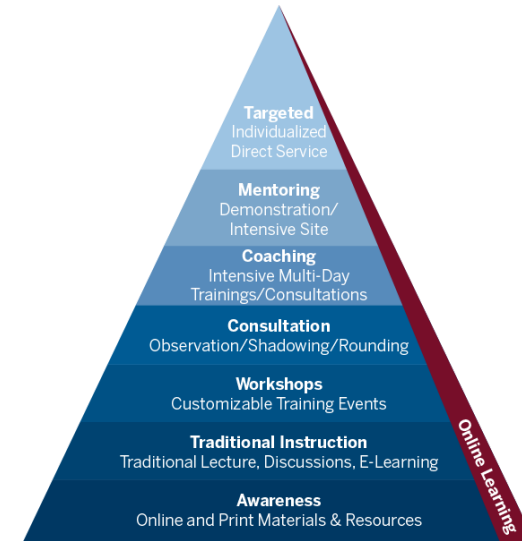 Targeted
Individualized
Direct Service
Mentoring
Demonstration/
Intensive Site
Coaching
Intensive Multi-Day
Trainings/Consultations
Consultation
Observation/Shadowing/Rounding
Workshops
Customizable Training Events
Traditional Instruction
Traditional Lecture, Discussions, E-Learning
Awareness
Online and Print Materials & Resources
Online Learning